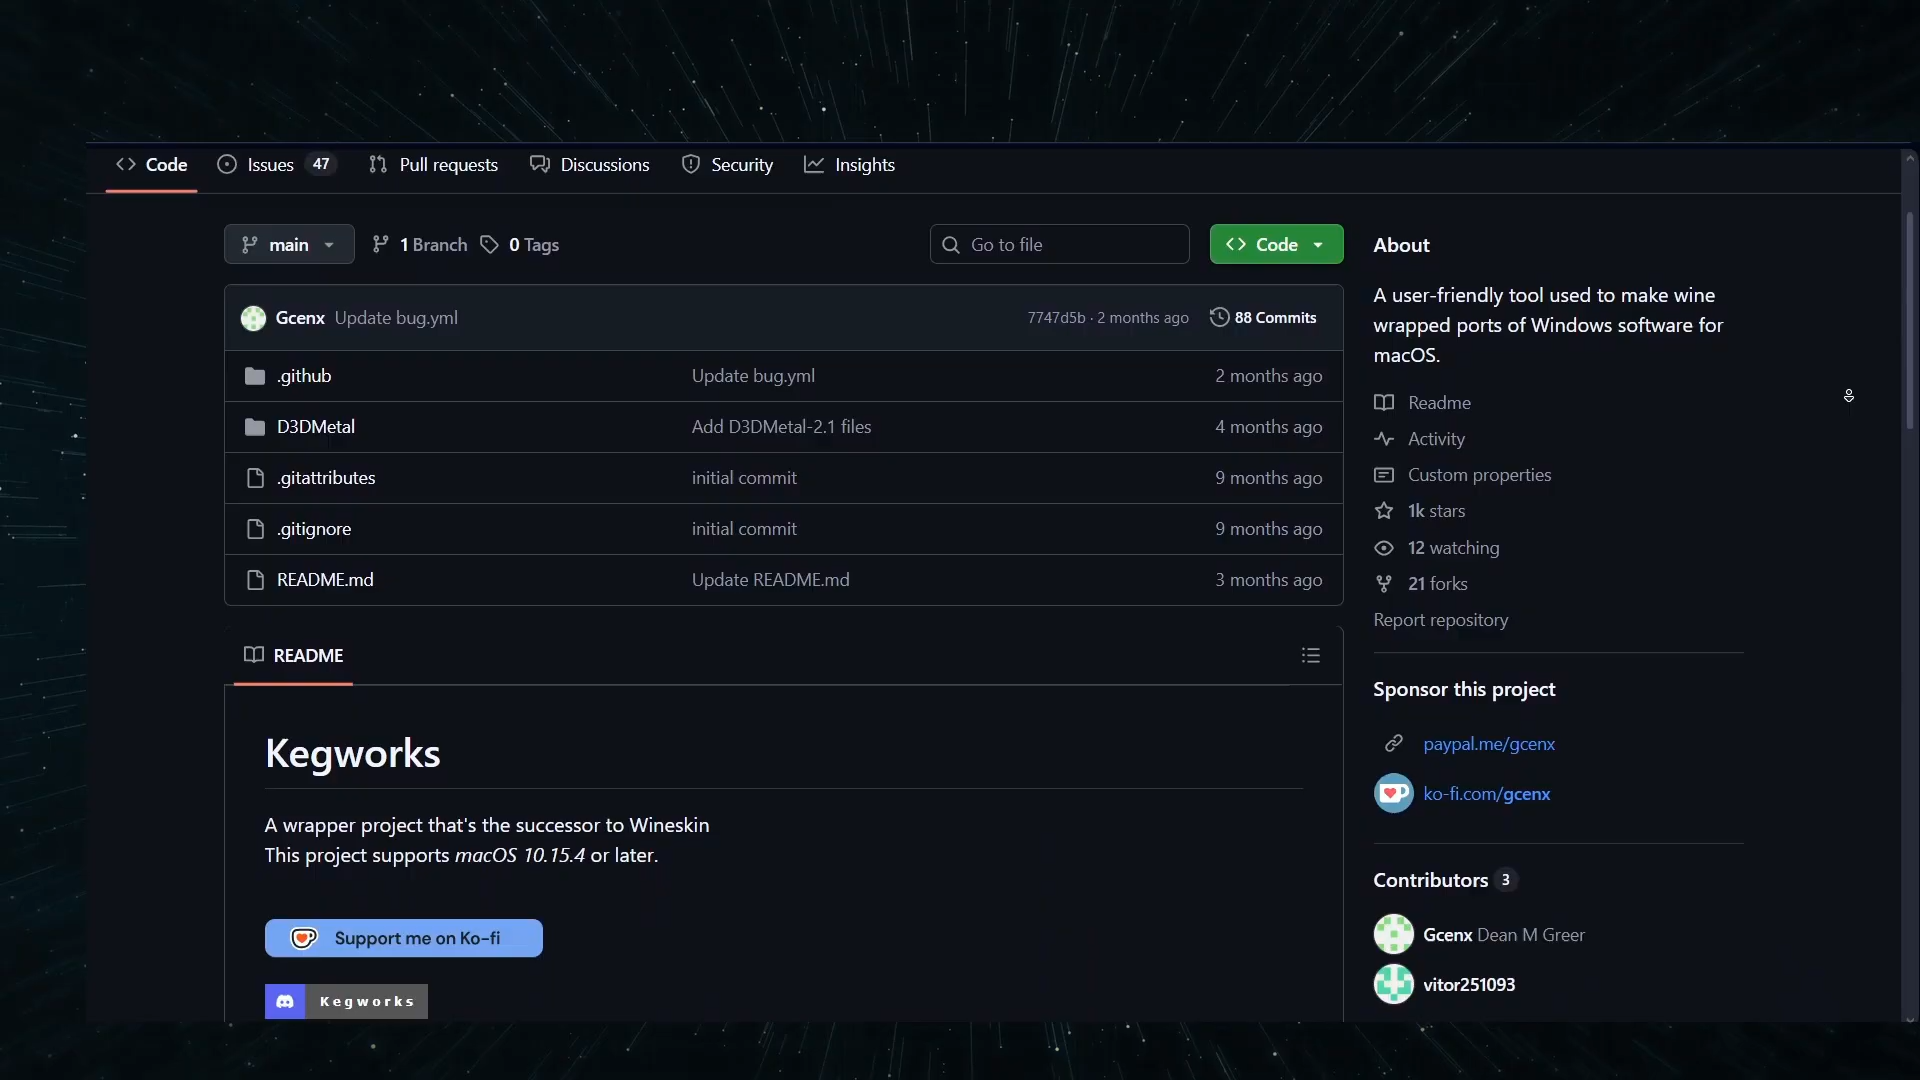 Code Issues 47 Pull requests Discussions Security Insights
main 1 Branch 0 Tags Go to file Code
Gcenx Update bug.yml 7747d5b · 2 months ago 88 Commits
.github Update bug.yml 2 months ago
D3DMetal Add D3DMetal-2.1 files 4 months ago
.gitattributes initial commit 9 months ago
.gitignore initial commit 9 months ago
README.md Update README.md 3 months ago
README
Kegworks
A wrapper project that's the successor to Wineskin
This project supports macOS 10.15.4 or later.
Support me on Ko-fi
Kegworks
About
A user-friendly tool used to make wine
wrapped ports of Windows software for
macOS.
Readme
Activity
Custom properties
1k stars
12 watching
21 forks
Report repository
Sponsor this project
paypal.me/gcenx
ko-fi.com/gcenx
Contributors 3
Gcenx Dean M Greer
vitor251093